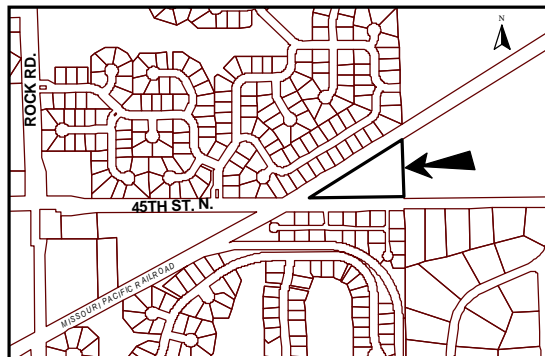 N
ROCK RD.
45TH ST. N.
MISSOURI PACIFIC RAILROAD